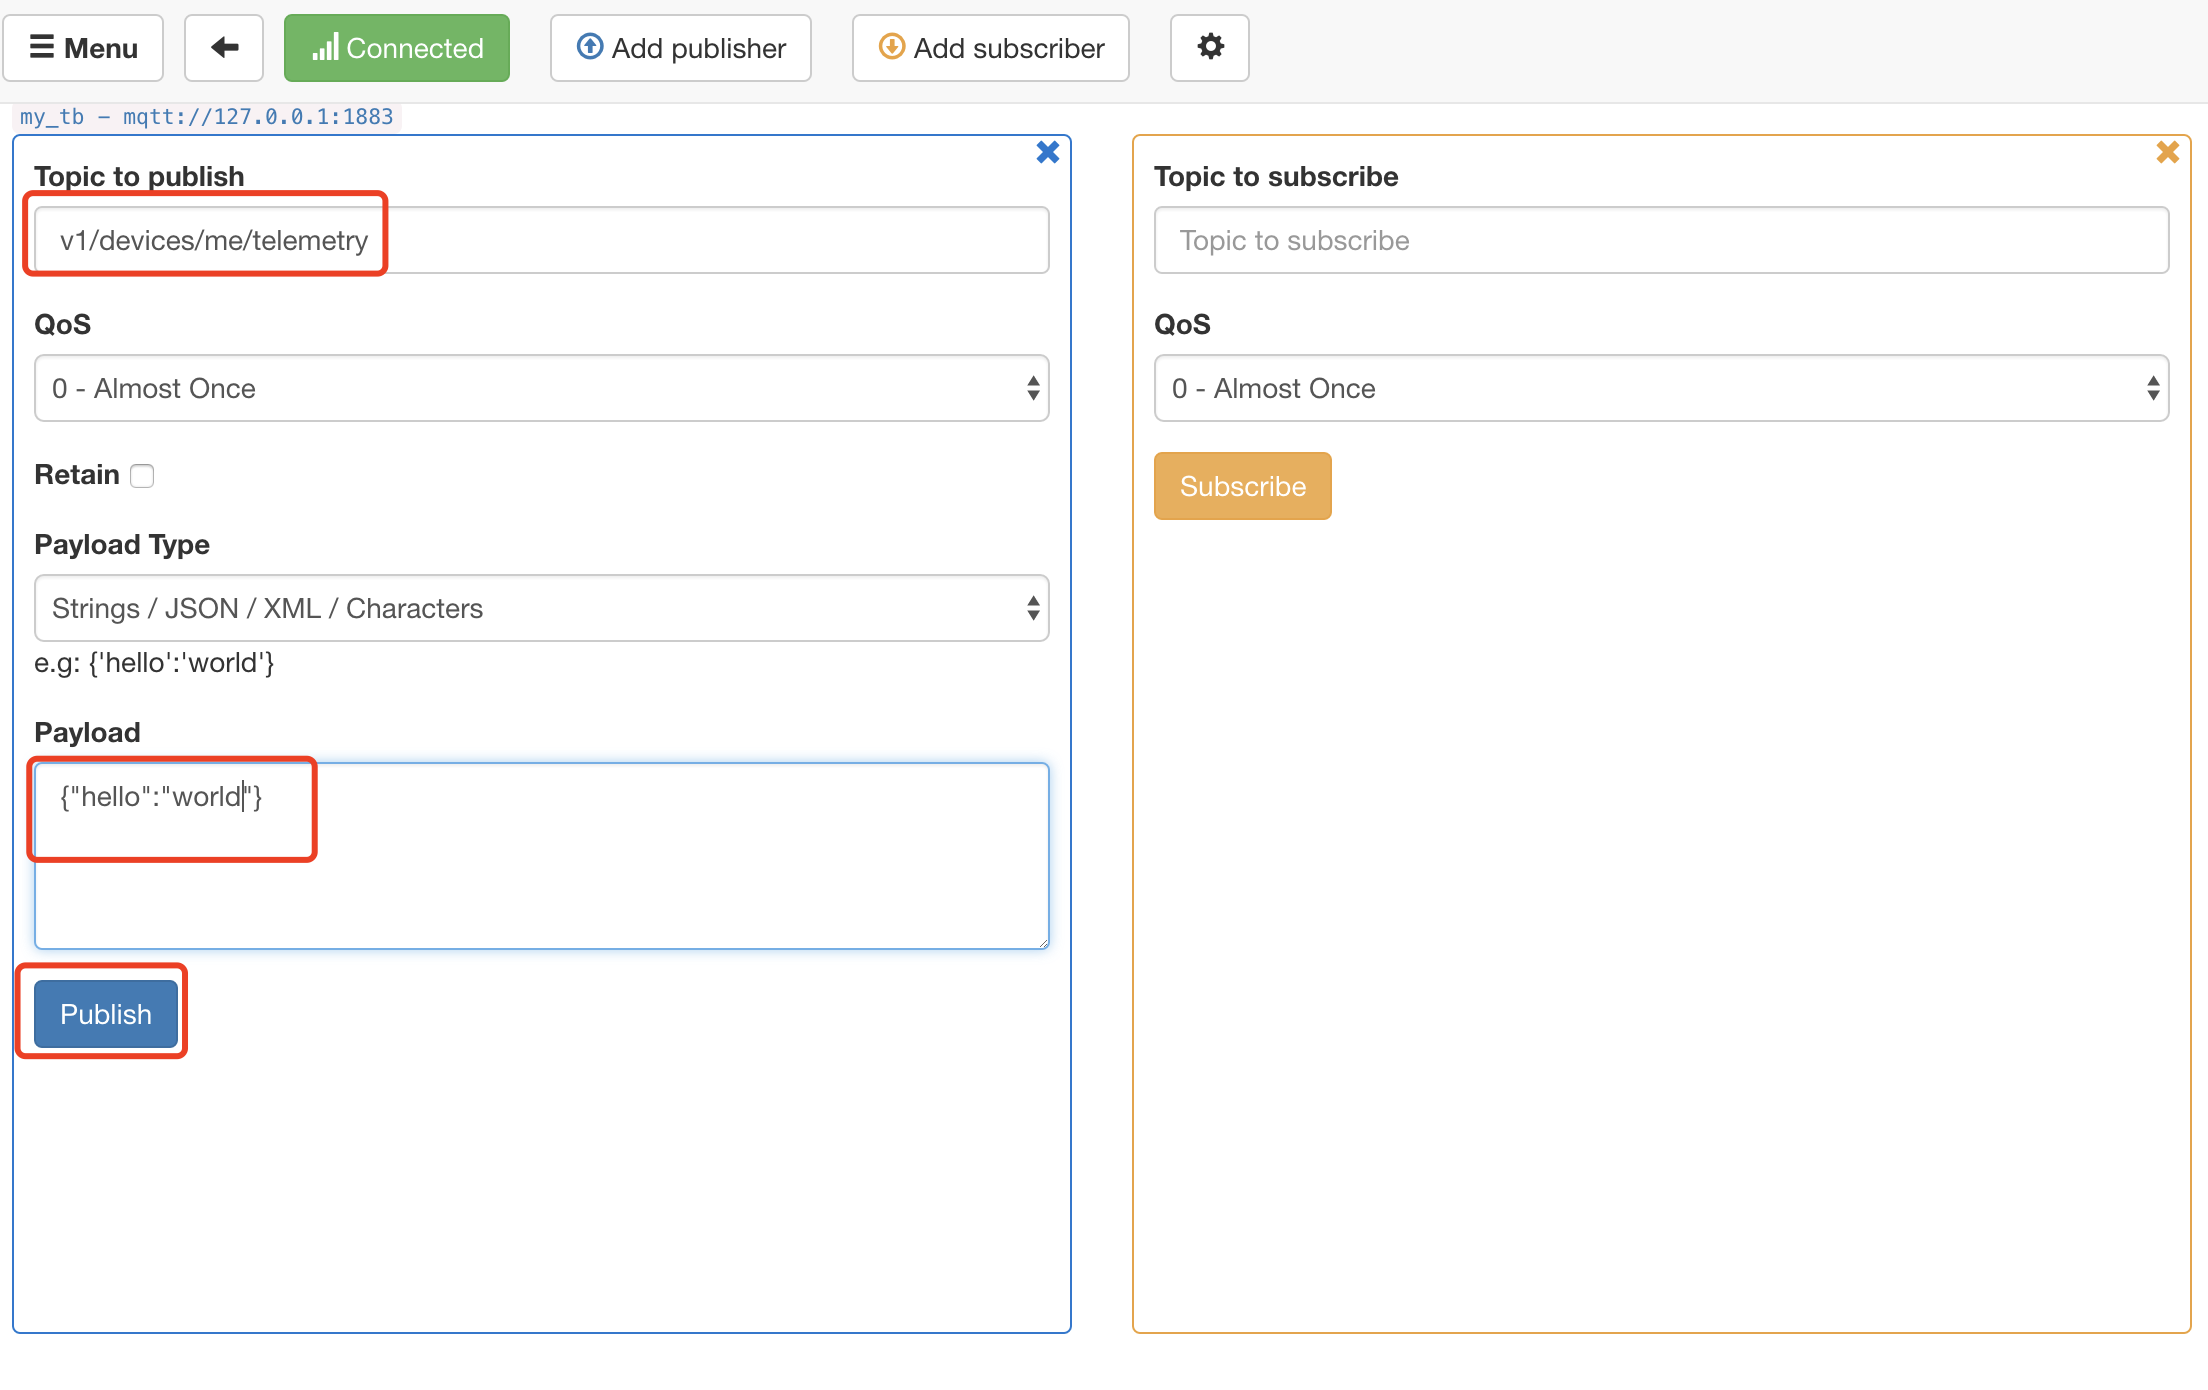 Menu
Connected
Add publisher
Add subscriber
my_tb - mqtt://127.0.0.1:1883
Topic to publish
v1/devices/me/telemetry
QoS
0 - Almost Once
Retain
Payload Type
Strings / JSON / XML / Characters
e.g: {'hello':'world'}
Payload
{"hello":"world"}
Publish
Topic to subscribe
Topic to subscribe
QoS
0 - Almost Once
Subscribe